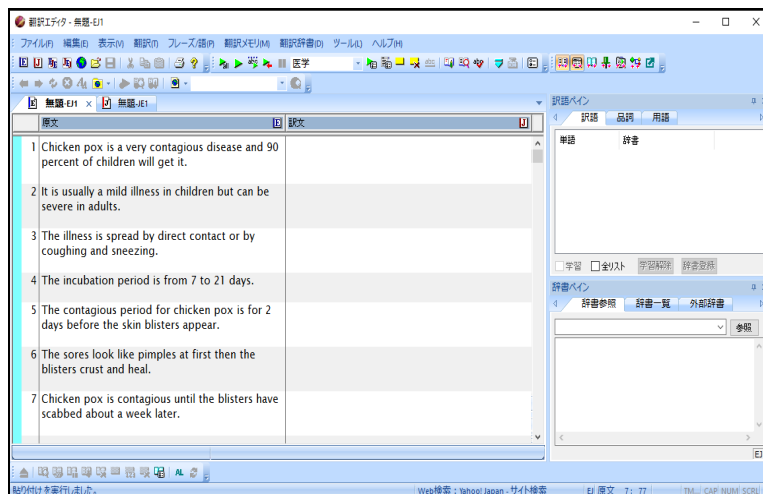 翻訳エディタ - 無題-EJ1
ファイル(F) 編集(E) 表示(V) 翻訳(T) フレーズ/語(P) 翻訳メモリ(M) 翻訳辞書(D) ツール(L) ヘルプ(H)
医学
無題-EJ1 × 無題-JE1
原文 E 訳文 J
1 Chicken pox is a very contagious disease and 90
percent of children will get it.
2 It is usually a mild illness in children but can be
severe in adults.
3 The illness is spread by direct contact or by
coughing and sneezing.
4 The incubation period is from 7 to 21 days.
5 The contagious period for chicken pox is for 2
days before the skin blisters appear.
6 The sores look like pimples at first then the
blisters crust and heal.
7 Chicken pox is contagious until the blisters have
scabbed about a week later.
訳語ペイン
訳語 品詞 用語
単語 辞書
学習 全リスト 学習解除 辞書登録
辞書ペイン
辞書参照 辞書一覧 外部辞書
参照
EJ
AL
貼り付けを実行しました。 Web検索 : Yahoo! Japan - サイト検索 EJ 原文 7 : 77 TM... CAP NUM SCRL